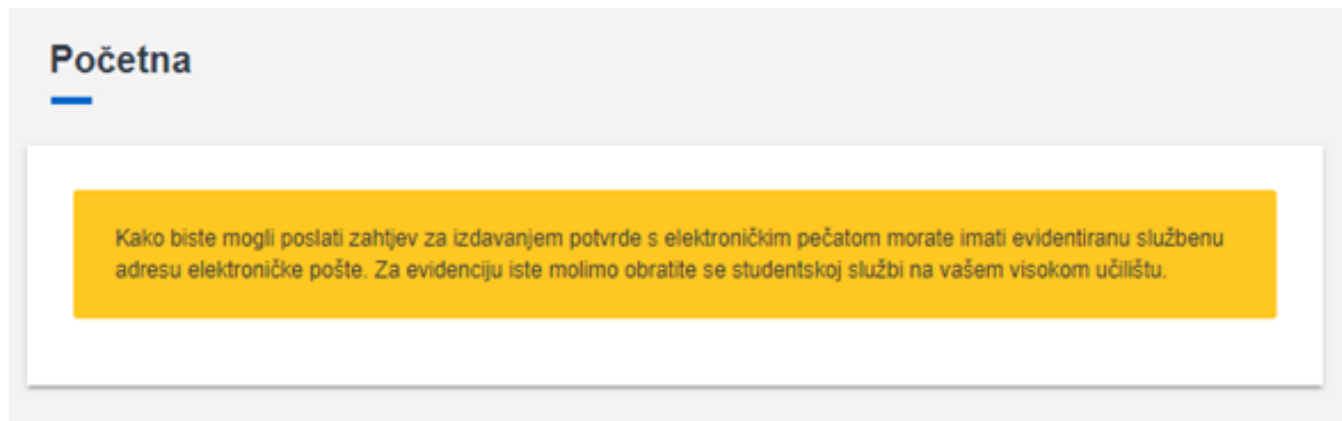 Početna
Kako biste mogli poslati zahtjev za izdavanjem potvrde s elektroničkim pečatom morate imati evidentiranu službenu
adresu elektroničke pošte. Za evidenciju iste molimo obratite se studentskoj službi na vašem visokom učilištu.